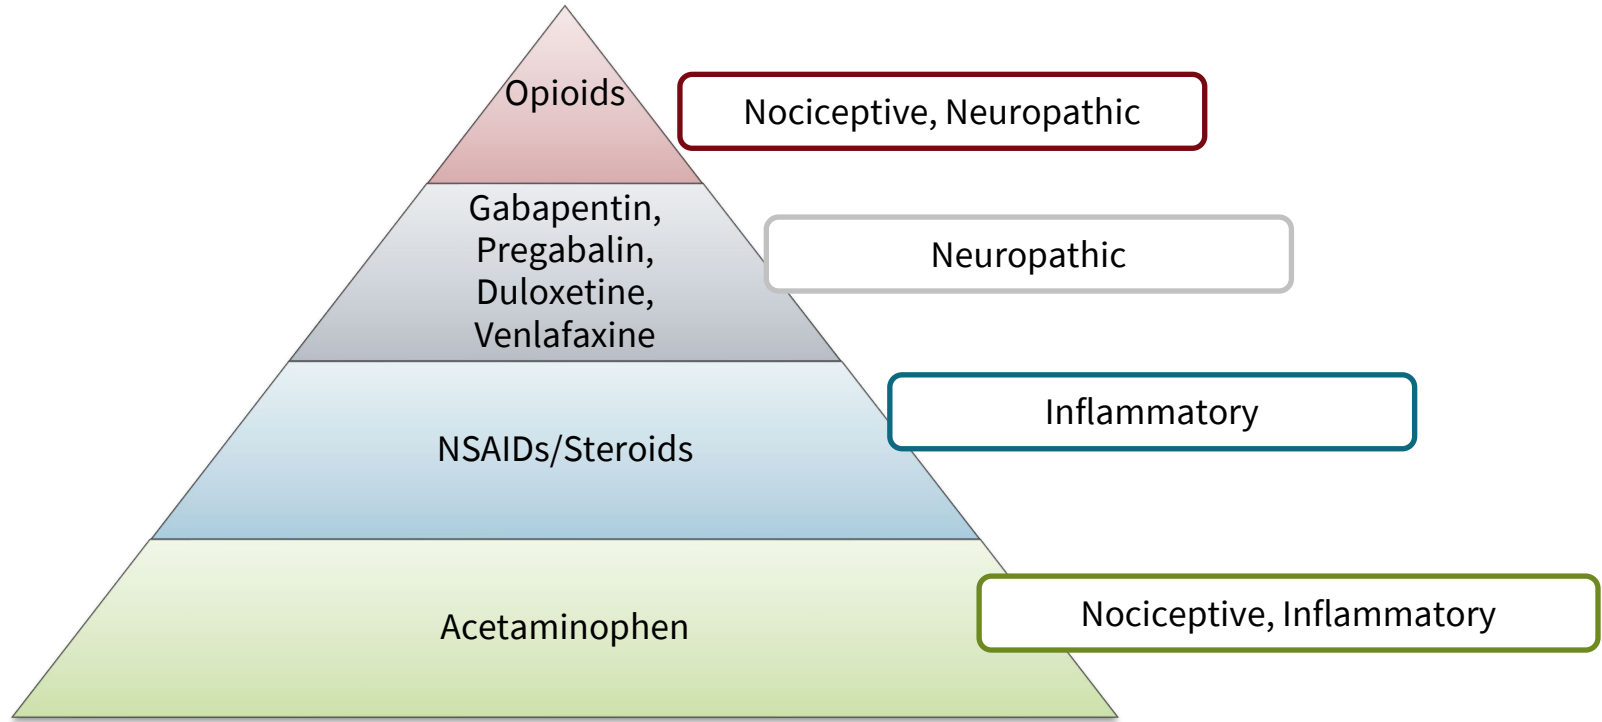 Opioids
Nociceptive, Neuropathic
Gabapentin,
Pregabalin,
Duloxetine,
Venlafaxine
Neuropathic
NSAIDs/Steroids
Inflammatory
Acetaminophen
Nociceptive, Inflammatory